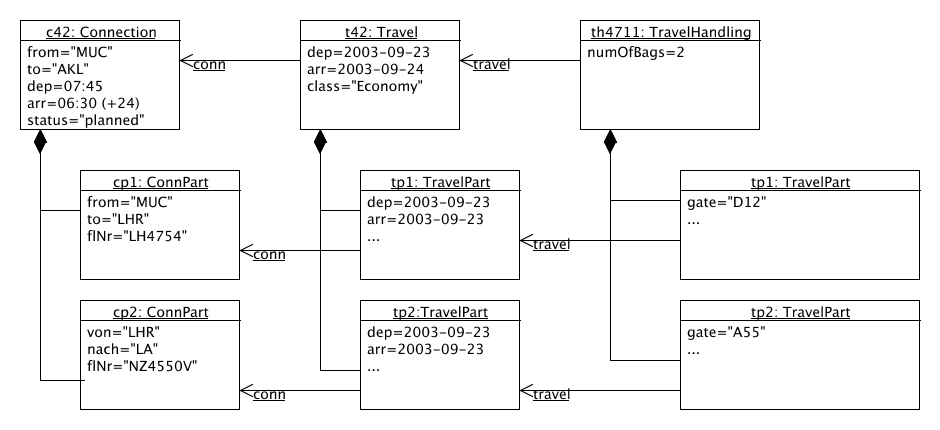 c42: Connection
from="MUC"
to="AKL"
dep=07:45
arr=06:30 (+24)
status="planned"
conn
t42: Travel
dep=2003-09-23
arr=2003-09-24
class="Economy"
travel
th4711: TravelHandling
numOfBags=2
cp1: ConnPart
from="MUC"
to="LHR"
flNr="LH4754"
conn
tp1: TravelPart
dep=2003-09-23
arr=2003-09-23
...
travel
tp1: TravelPart
gate="D12"
...
cp2: ConnPart
von="LHR"
nach="LA"
flNr="NZ4550V"
conn
tp2:TravelPart
dep=2003-09-23
arr=2003-09-23
...
travel
tp2: TravelPart
gate="A55"
...